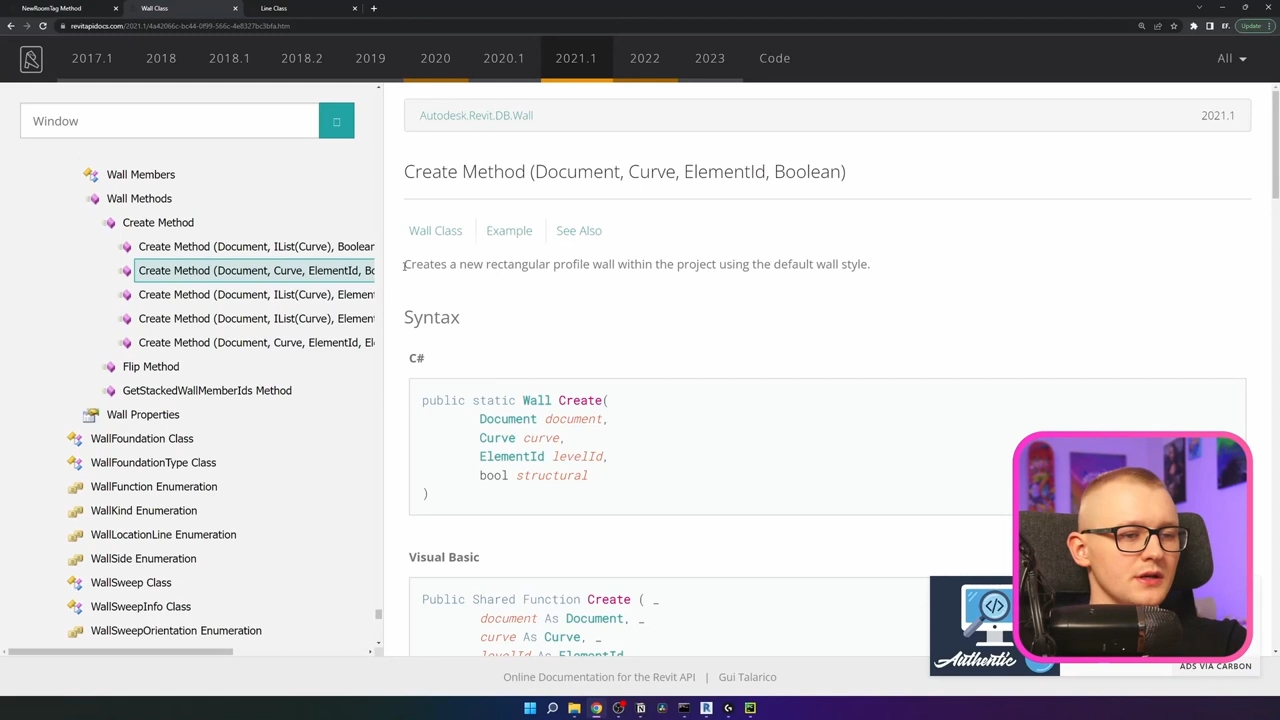 NewRoomTag Method
Wall Class
Line Class
revitapidocs.com/2021.1/4a42066c-bc44-0f99-566c-4e8327bc3bfa.htm
Update
2017.1
2018
2018.1
2018.2
2019
2020
2020.1
2021.1
2022
2023
Code
All
Window
Wall Members
Wall Methods
Create Method
Create Method (Document, IList(Curve), Boolean
Create Method (Document, Curve, ElementId, Bo
Create Method (Document, IList(Curve), Element
Create Method (Document, IList(Curve), Element
Create Method (Document, Curve, ElementId, El
Flip Method
GetStackedWallMemberIds Method
Wall Properties
WallFoundation Class
WallFoundationType Class
WallFunction Enumeration
WallKind Enumeration
WallLocationLine Enumeration
WallSide Enumeration
WallSweep Class
WallSweepInfo Class
WallSweepOrientation Enumeration
Autodesk.Revit.DB.Wall
2021.1
Create Method (Document, Curve, ElementId, Boolean)
Wall Class
Example
See Also
Creates a new rectangular profile wall within the project using the default wall style.
Syntax
C#
public static Wall Create(
Document document,
Curve curve,
ElementId levelId,
bool structural
)
Visual Basic
Public Shared Function Create ( _
document As Document, _
curve As Curve, _
levelId As ElementId,
Authentic
ADS VIA CARBON
Online Documentation for the Revit API | Gui Talarico